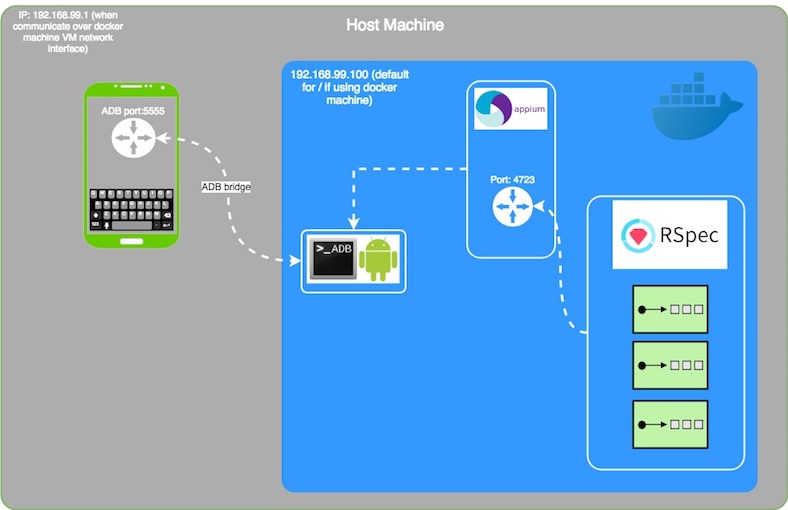 IP: 192.168.99.1 (when
communicate over docker
machine VM network
interface)
Host Machine
192.168.99.100 (default
for / if using docker
machine)
ADB port:5555
appium
ADB bridge
Port: 4723
>_ADB
RSpec